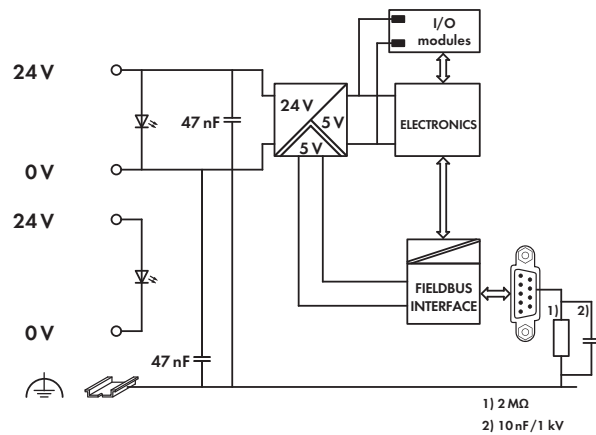 I/O
modules
24 V
24 V
5 V
5 V
47 nF
ELECTRONICS
0 V
24 V
FIELDBUS
INTERFACE
1)
2)
0 V
47 nF
1) 2 MΩ
2) 10 nF/1 kV